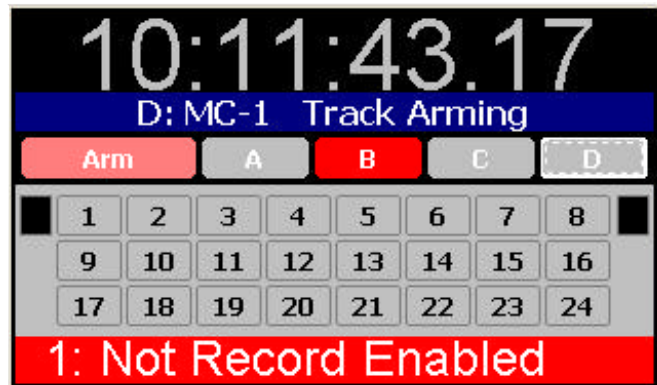 10:11:43.17
D: MC-1 Track Arming
Arm A B C D
1 2 3 4 5 6 7 8
9 10 11 12 13 14 15 16
17 18 19 20 21 22 23 24
1: Not Record Enabled